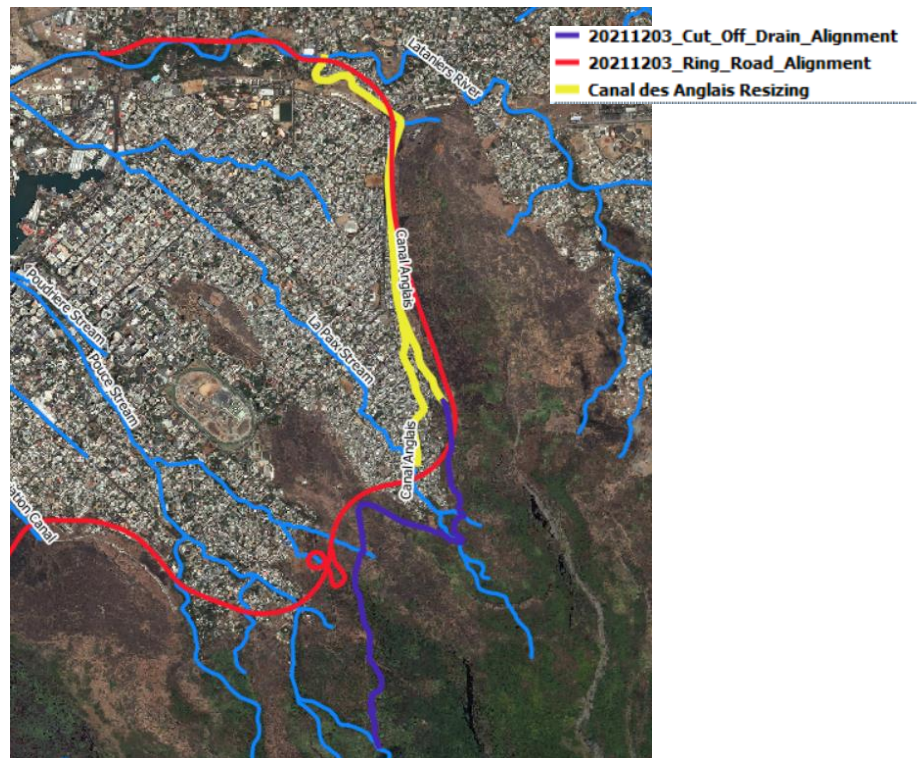 20211203_Cut_Off_Drain_Alignment
20211203_Ring_Road_Alignment
Canal des Anglais Resizing
Lataniers River
Canal Anglais
Poudriere Stream
La Paix Stream
Pouce Stream
Canal Anglais
ation Canal